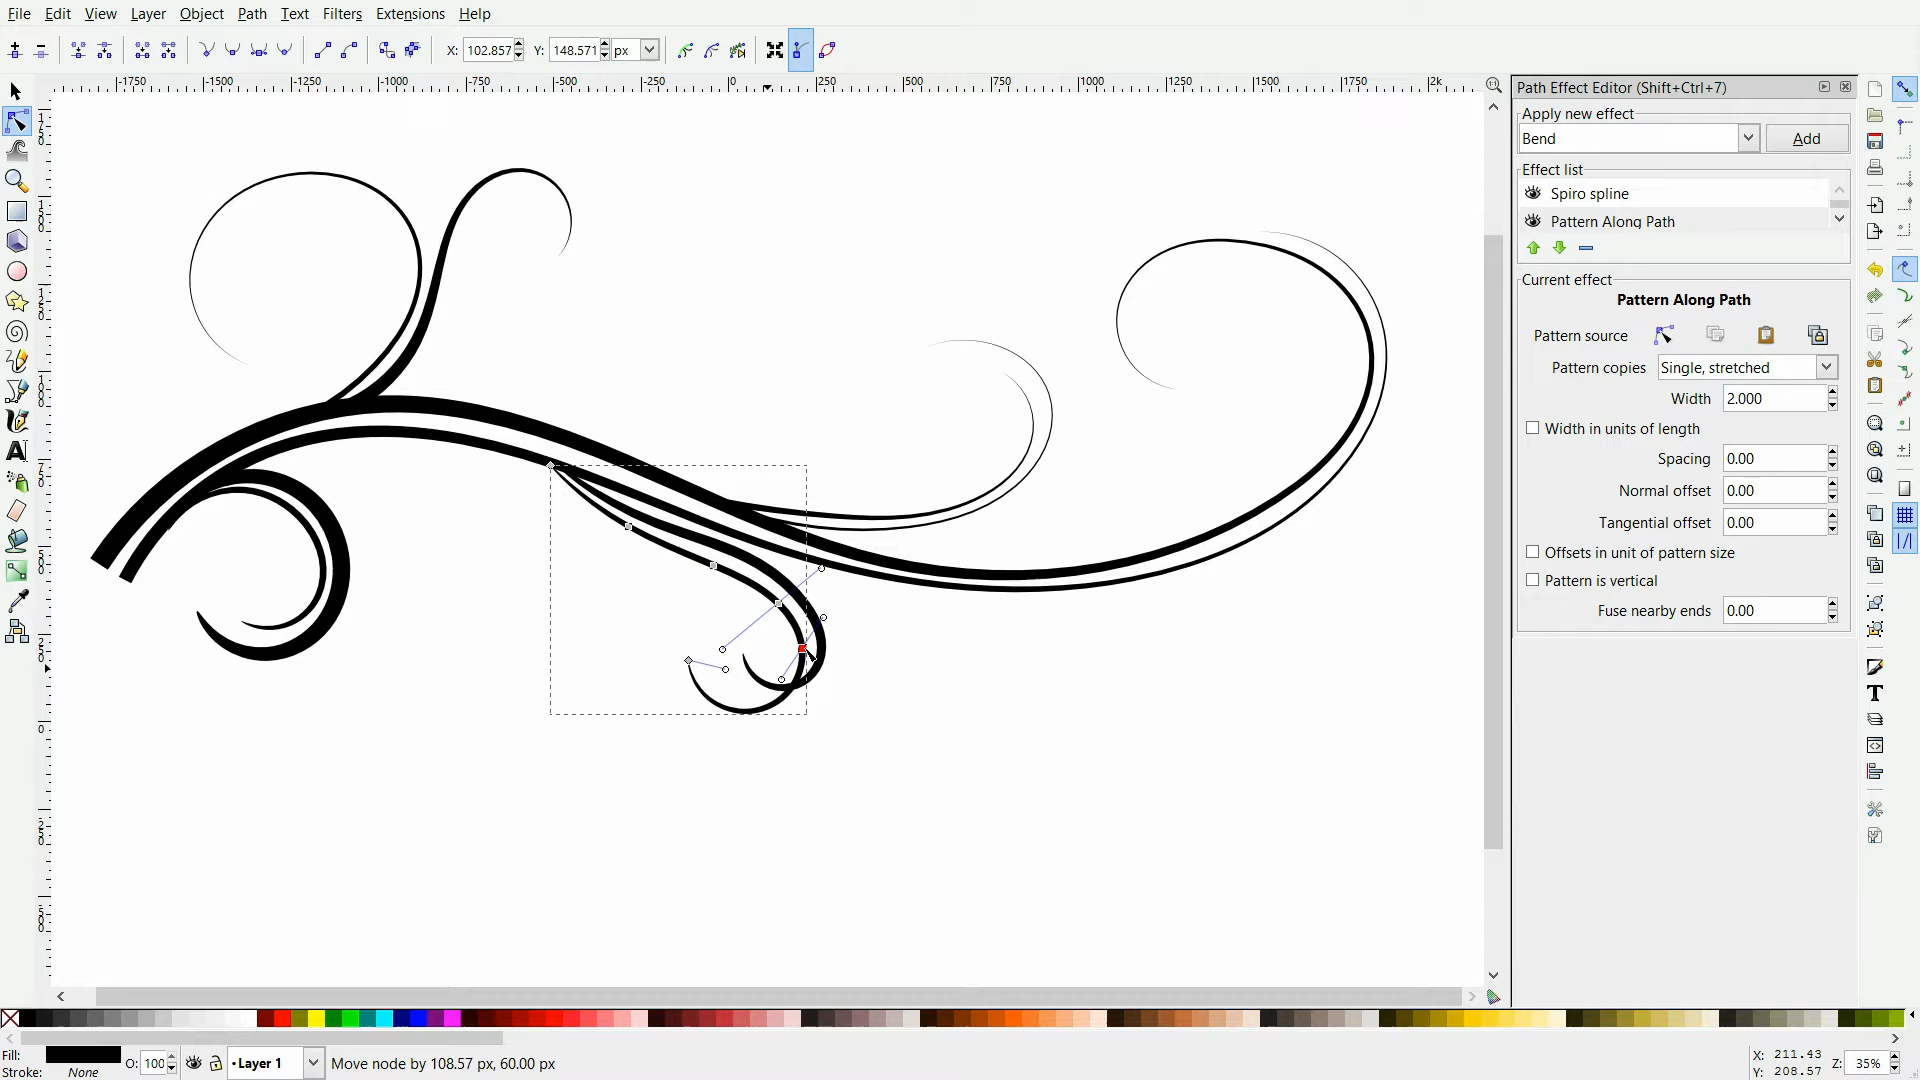 File Edit View Layer Object Path Text Filters Extensions Help
X: 102.857 Y: 148.571 px
-1750 -1500 -1250 -1000 -750 -500 -250 0 250 500 750 1000 1250 1500 1750 2k
Path Effect Editor (Shift+Ctrl+7)
Apply new effect
Bend Add
Effect list
Spiro spline
Pattern Along Path
Current effect
Pattern Along Path
Pattern source
Pattern copies Single, stretched
Width 2.000
Width in units of length
Spacing 0.00
Normal offset 0.00
Tangential offset 0.00
Offsets in unit of pattern size
Pattern is vertical
Fuse nearby ends 0.00
Fill:
Stroke: None
O: 100
•Layer 1
Move node by 108.57 px, 60.00 px
X: 211.43
Y: 208.57
Z: 35%